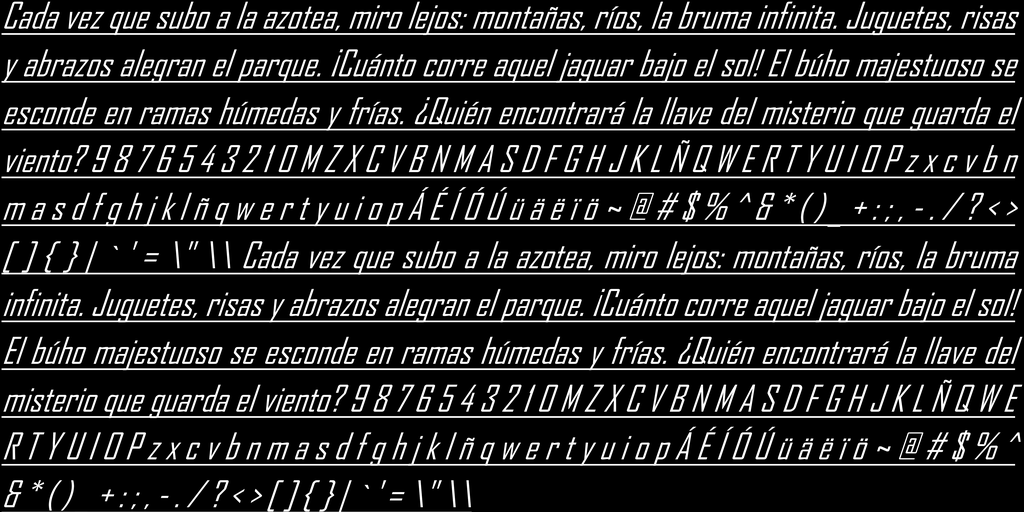 Cada vez que subo a la azotea, miro lejos: montañas, ríos, la bruma infinita. Juguetes, risas
y abrazos alegran el parque. ¡Cuánto corre aquel jaguar bajo el sol! El búho majestuoso se
esconde en ramas húmedas y frías. ¿Quién encontrará la llave del misterio que guarda el
viento? 9 8 7 6 5 4 3 2 1 0 M Z X C V B N M A S D F G H J K L Ñ Q W E R T Y U I O P z x c v b n
m a s d f g h j k l ñ q w e r t y u i o p Á É Í Ó Ú ü ä ë ï ö ~ @ # $ % ^ & * ( ) _ + : ; , - . / ? < >
[ ] { } | ` ' = \ " \\ Cada vez que subo a la azotea, miro lejos: montañas, ríos, la bruma
infinita. Juguetes, risas y abrazos alegran el parque. ¡Cuánto corre aquel jaguar bajo el sol!
El búho majestuoso se esconde en ramas húmedas y frías. ¿Quién encontrará la llave del
misterio que guarda el viento? 9 8 7 6 5 4 3 2 1 0 M Z X C V B N M A S D F G H J K L Ñ Q W E
R T Y U I O P z x c v b n m a s d f g h j k l ñ q w e r t y u i o p Á É Í Ó Ú ü ä ë ï ö ~ @ # $ % ^
& * ( ) + : ; , - . / ? < > [ ] { } | ` ' = \ " \\